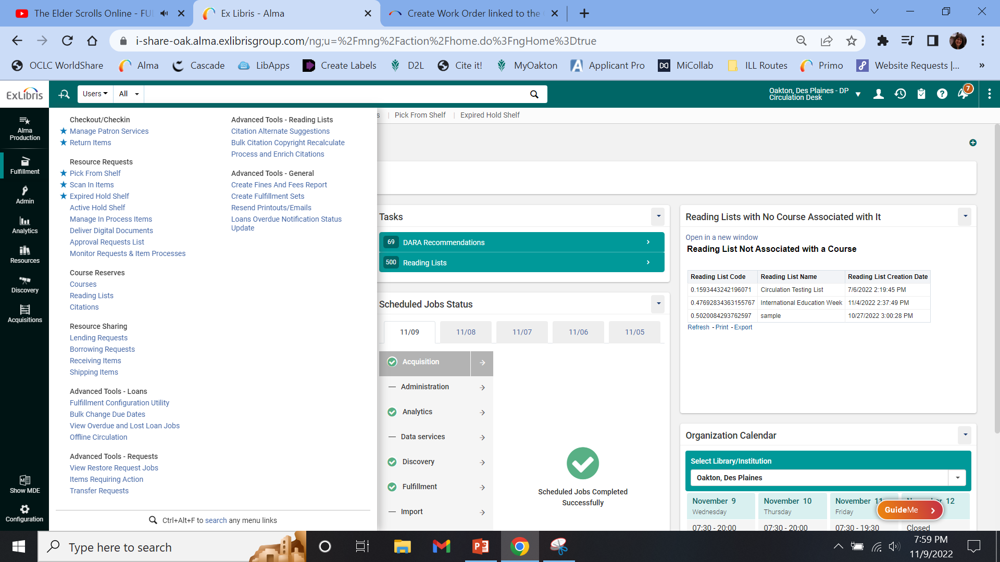 The Elder Scrolls Online - FU
Ex Libris - Alma
Create Work Order linked to the
i-share-oak.alma.exlibrisgroup.com/ng;u=%2Fmng%2Faction%2Fhome.do%3FngHome%3Dtrue
OCLC WorldShare
Alma
Cascade
LibApps
Create Labels
D2L
Cite it!
MyOakton
Applicant Pro
MiCollab
ILL Routes
Primo
Website Requests |...
»
ExLibris
Users
All
Oakton, Des Plaines - DP
Circulation Desk
7
Alma
Production
Fulfillment
Admin
Analytics
Resources
Discovery
Acquisitions
Show MDE
Configuration
Checkout/Checkin
Manage Patron Services
Return Items
Resource Requests
Pick From Shelf
Scan In Items
Expired Hold Shelf
Active Hold Shelf
Manage In Process Items
Deliver Digital Documents
Approval Requests List
Monitor Requests & Item Processes
Course Reserves
Courses
Reading Lists
Citations
Resource Sharing
Lending Requests
Borrowing Requests
Receiving Items
Shipping Items
Advanced Tools - Loans
Fulfillment Configuration Utility
Bulk Change Due Dates
View Overdue and Lost Loan Jobs
Offline Circulation
Advanced Tools - Requests
View Restore Request Jobs
Items Requiring Action
Transfer Requests
Advanced Tools - Reading Lists
Citation Alternate Suggestions
Bulk Citation Copyright Recalculate
Process and Enrich Citations
Advanced Tools - General
Create Fines And Fees Report
Create Fulfillment Sets
Resend Printouts/Emails
Loans Overdue Notification Status
Update
Ctrl+Alt+F to search any menu links
s | Pick From Shelf | Expired Hold Shelf
Tasks
69 DARA Recommendations
500 Reading Lists
Scheduled Jobs Status
11/09 11/08 11/07 11/06 11/05
Acquisition
Administration
Analytics
Data services
Discovery
Fulfillment
Import
Scheduled Jobs Completed
Successfully
Reading Lists with No Course Associated with It
Open in a new window
Reading List Not Associated with a Course
Reading List Code Reading List Name Reading List Creation Date
0.1593443242196071 Circulation Testing List 7/6/2022 2:19:45 PM
0.47692834363155767 International Education Week 11/4/2022 2:37:49 PM
0.5020084293762597 sample 10/27/2022 3:00:28 PM
Refresh - Print - Export
Organization Calendar
Select Library/Institution
Oakton, Des Plaines
November 9 November 10 November 11 12
Wednesday Thursday Friday
07:30 - 20:00 07:30 - 20:00 07:30 - 19:30 Closed
GuideMe
Type here to search
7:59 PM
11/9/2022